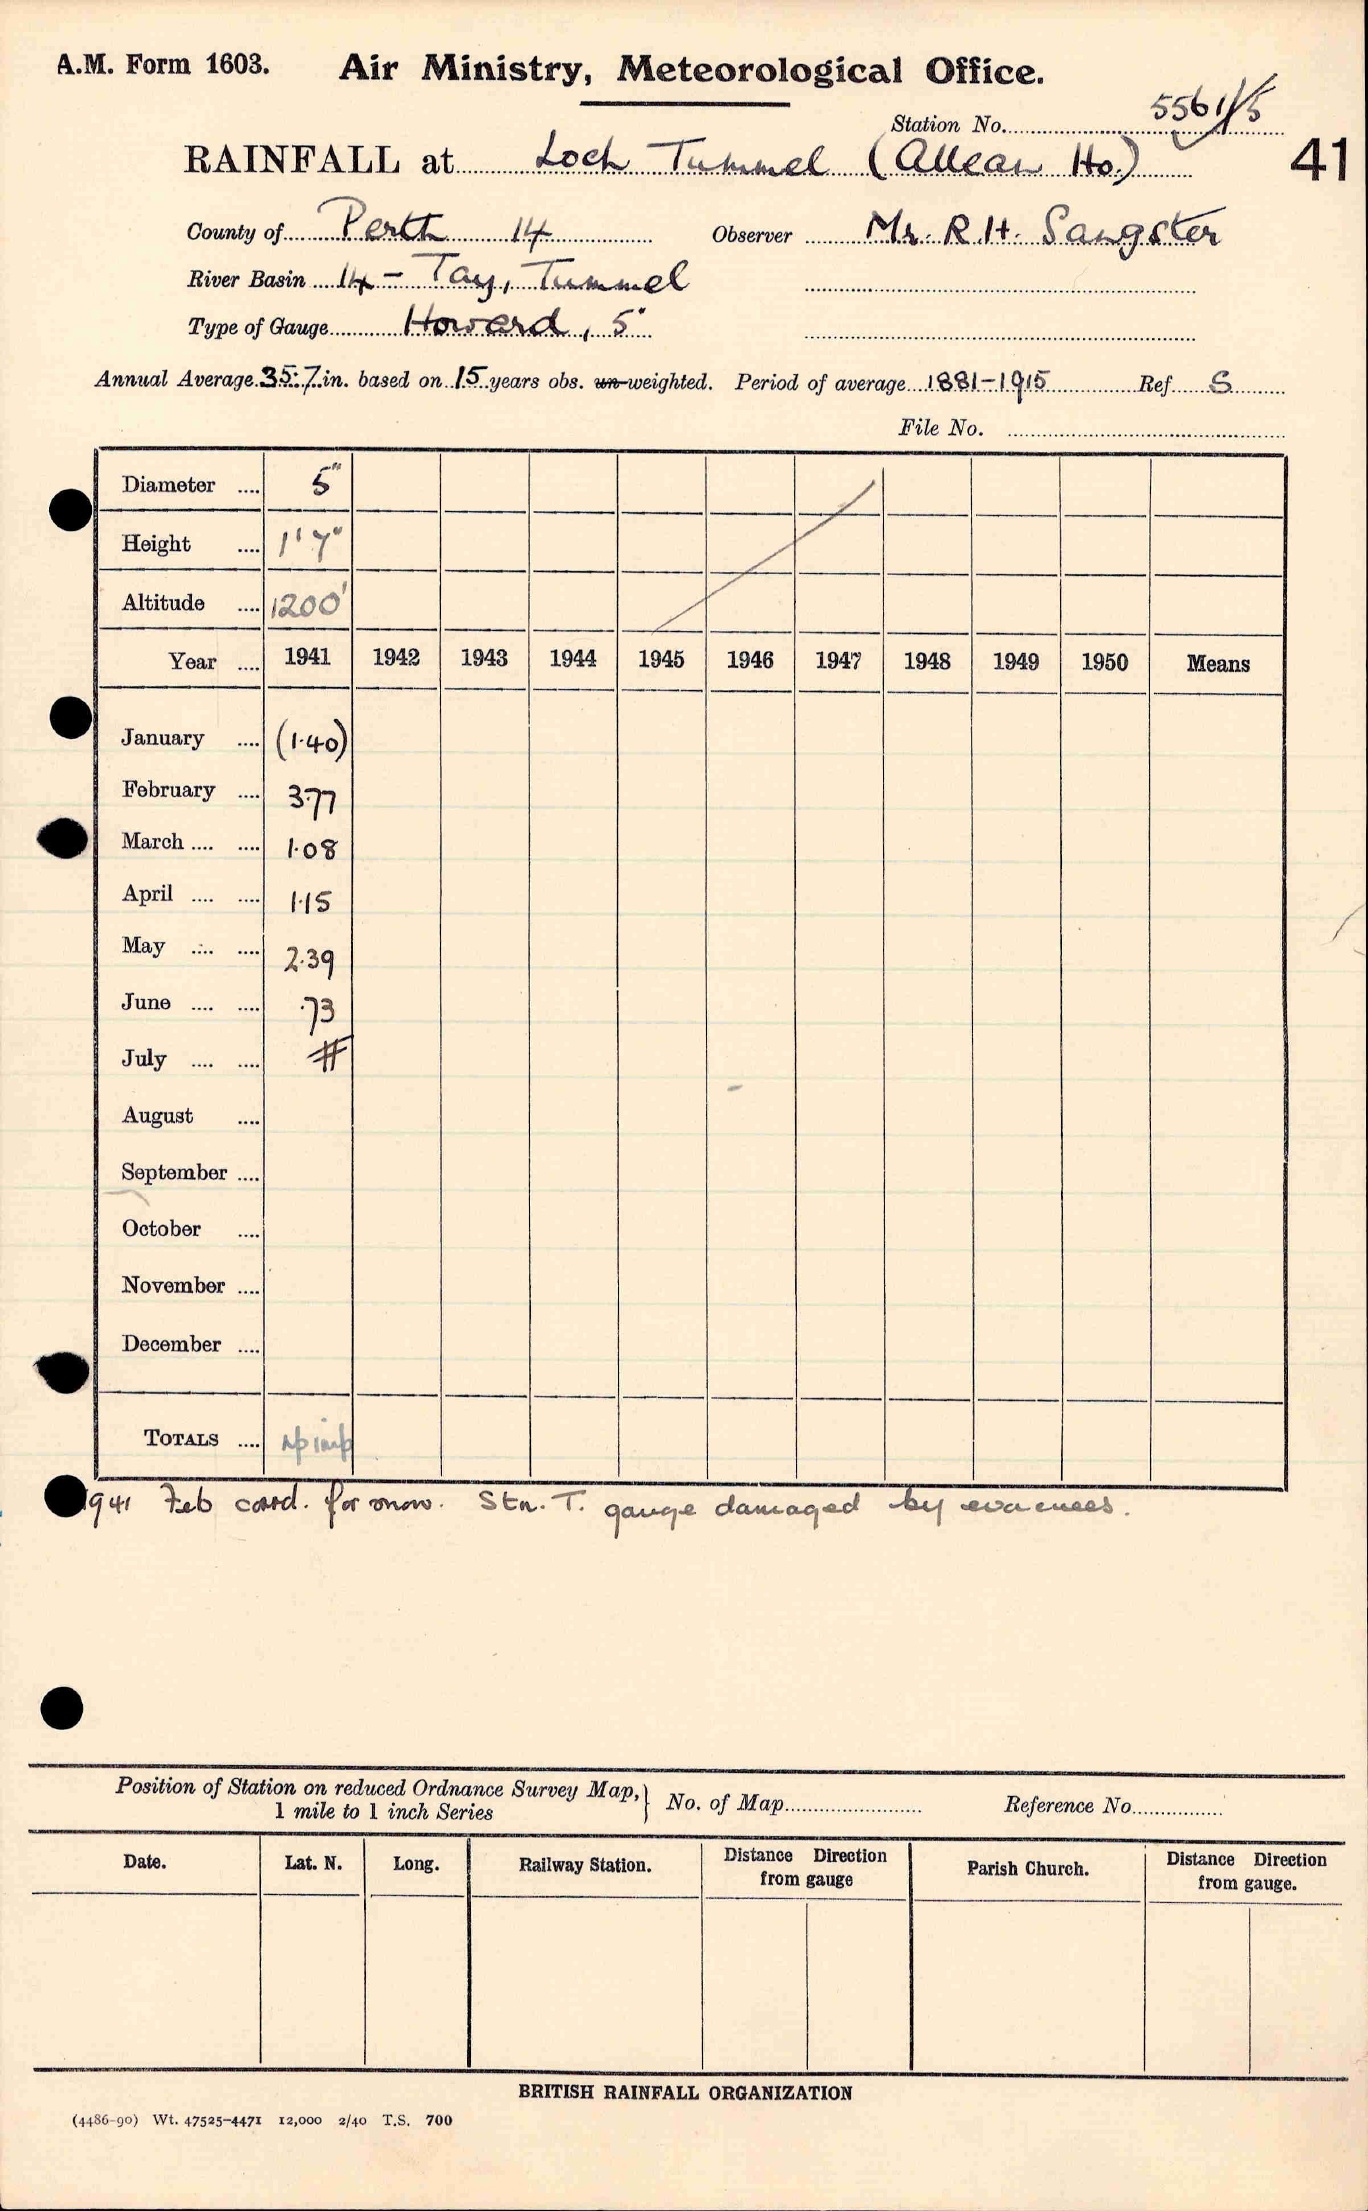 A.M. Form 1603. Air Ministry, Meteorological Office.
Station No. 5561/5
RAINFALL at Loch Tummel (Allean Ho.) 41
County of Perth 14 Observer Mr. R.H. Sangster
River Basin 14 - Tay, Tummel
Type of Gauge Howard, 5"
Annual Average 35.7 in. based on 15 years obs. un-weighted. Period of average 1881-1915 Ref S
File No.
Diameter .... 5"
Height .... 1' 7"
Altitude .... 1200'
Year .... 1941 1942 1943 1944 1945 1946 1947 1948 1949 1950 Means
January .... (1.40)
February .... 3.77
March .... .... 1.08
April .... .... 1.15
May .... .... 2.39
June .... .... .73
July .... .... #
August ....
September ....
October ....
November ....
December ....
TOTALS ....
1941 Feb corrd. for snow. Stn. T. gauge damaged by evacuees.
Position of Station on reduced Ordnance Survey Map, } No. of Map Reference No
1 mile to 1 inch Series
Date. Lat. N. Long. Railway Station. Distance Direction from gauge Parish Church. Distance Direction from gauge.
BRITISH RAINFALL ORGANIZATION
(4486-90) Wt. 47525-4471 12,000 2/40 T.S. 700